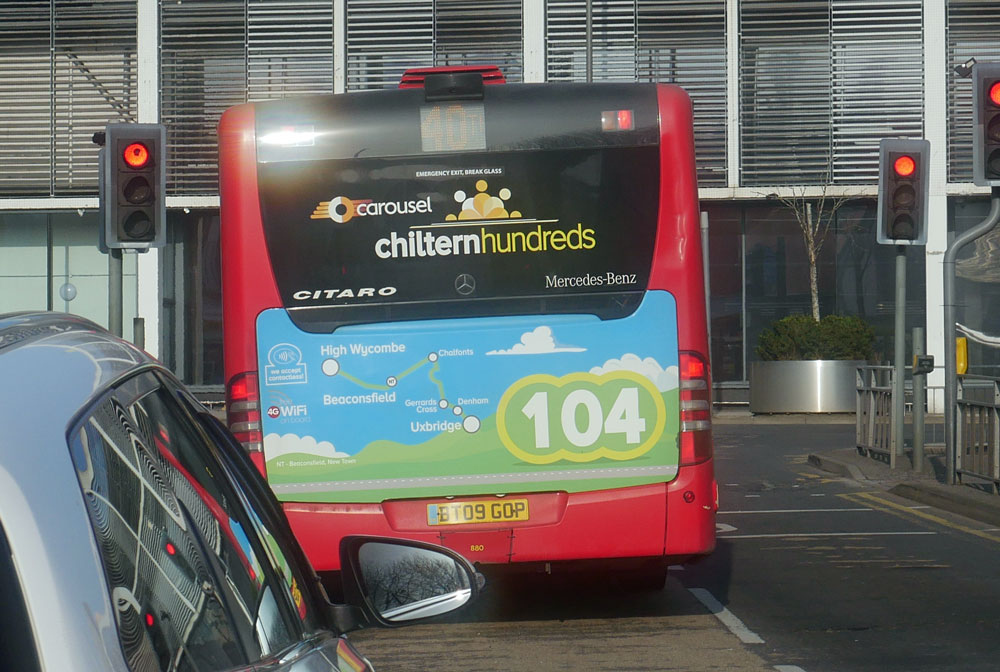 EMERGENCY EXIT, BREAK GLASS
carousel
chilternhundreds
CITARO
Mercedes-Benz
we accept contactless!
High Wycombe
Chalfonts
NT
Beaconsfield
Gerrards Cross
Denham
Uxbridge
4G WiFi
on board
104
NT - Beaconsfield, New Town
BT09 GOP
880